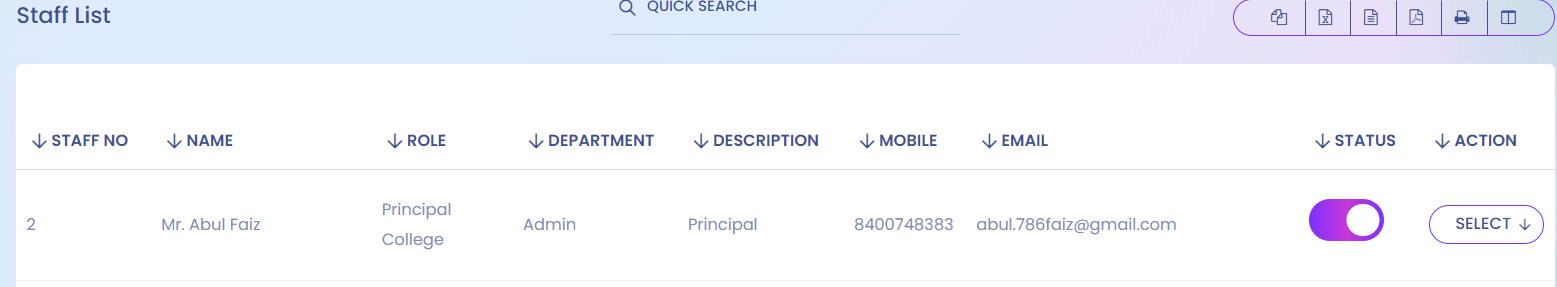 Staff List
QUICK SEARCH
STAFF NO NAME ROLE DEPARTMENT DESCRIPTION MOBILE EMAIL STATUS ACTION
2 Mr. Abul Faiz Principal College Admin Principal 8400748383 abul.786faiz@gmail.com SELECT